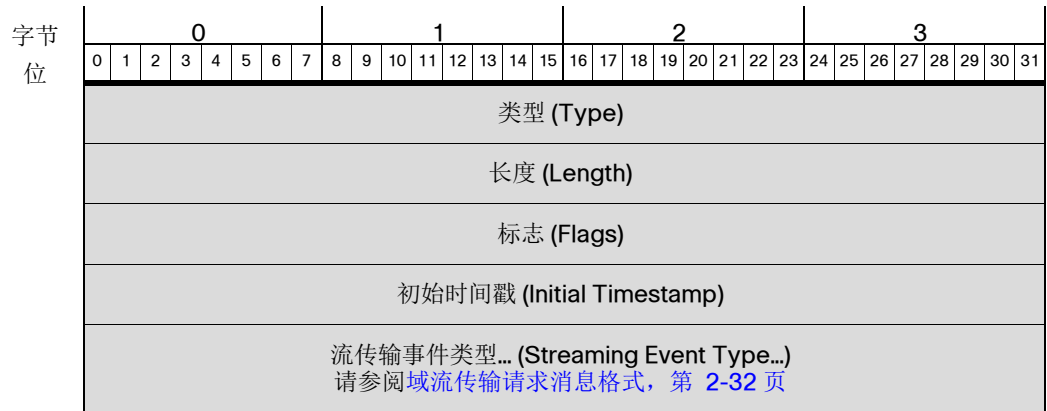 字节 0 1 2 3
位 0 1 2 3 4 5 6 7 8 9 10 11 12 13 14 15 16 17 18 19 20 21 22 23 24 25 26 27 28 29 30 31
类型 (Type)
长度 (Length)
标志 (Flags)
初始时间戳 (Initial Timestamp)
流传输事件类型... (Streaming Event Type...)
请参阅域流传输请求消息格式，第 2-32 页